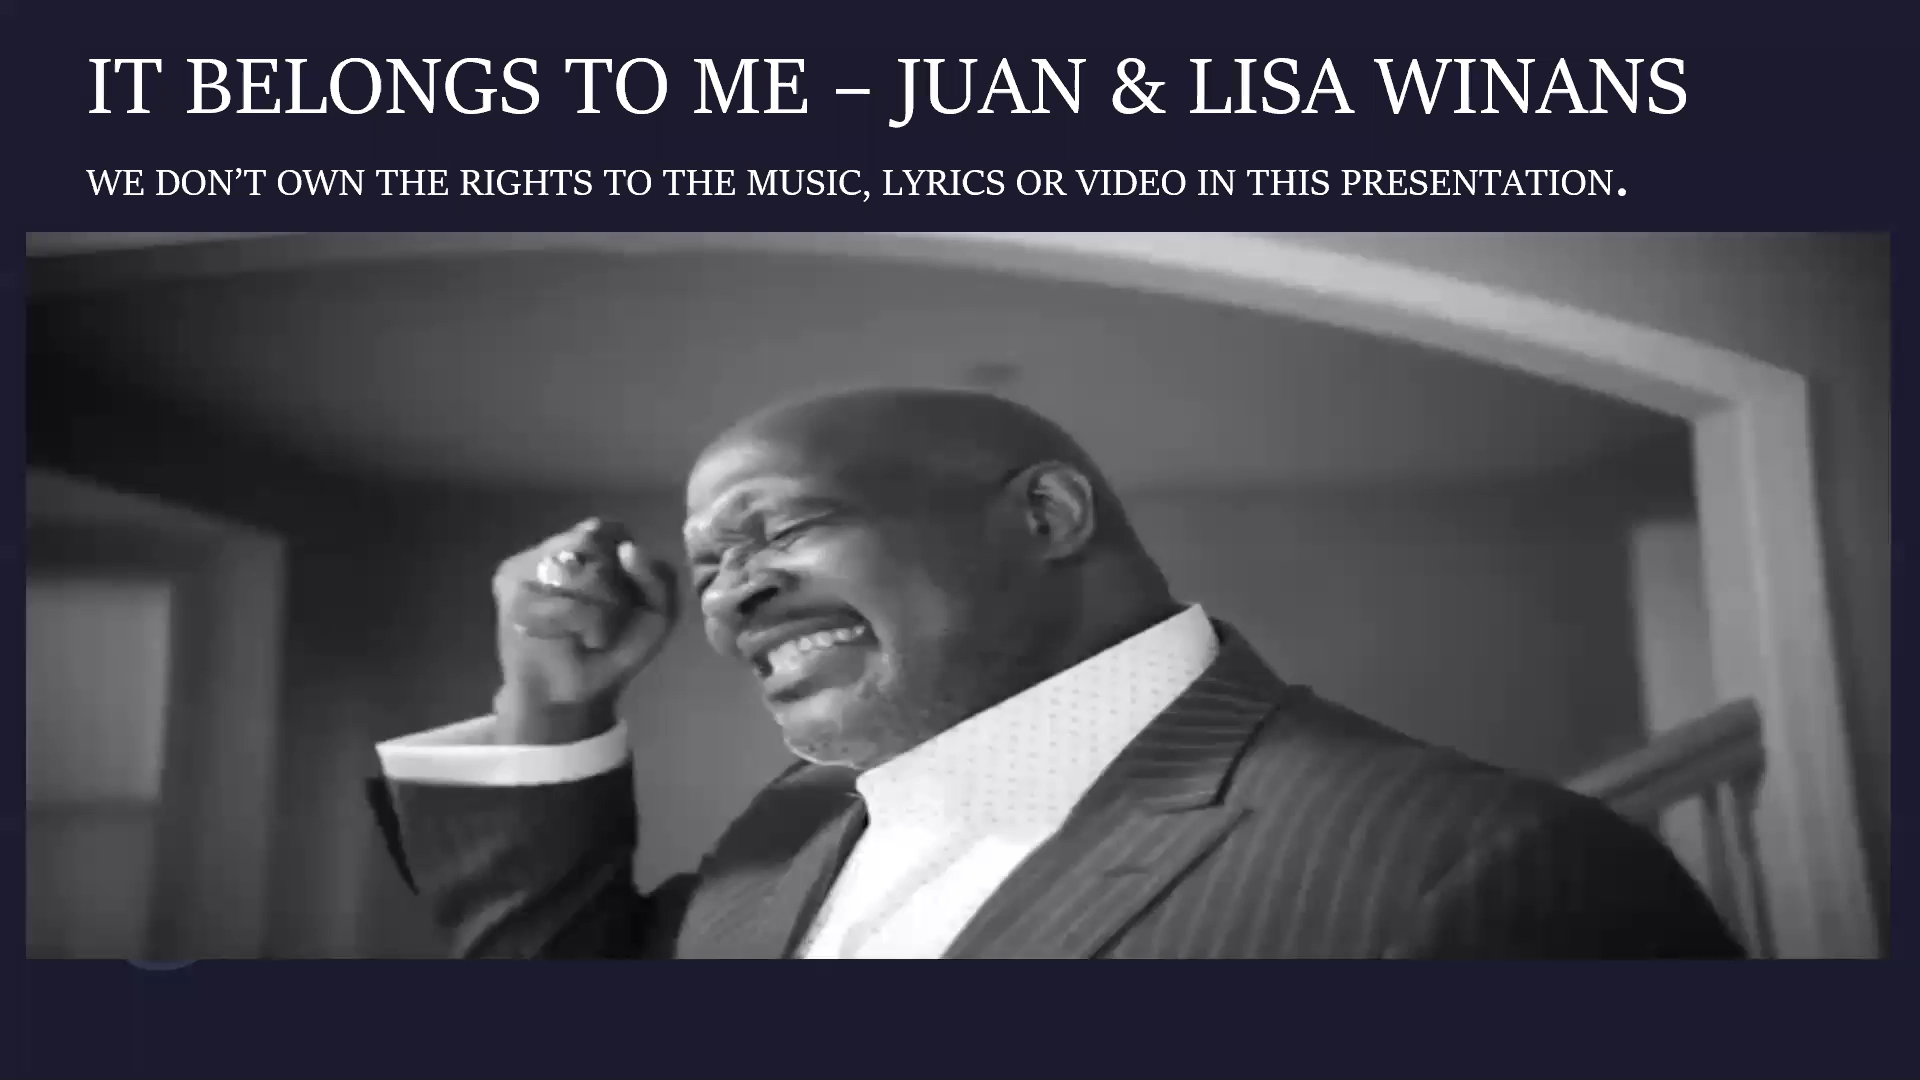 IT BELONGS TO ME – JUAN & LISA WINANS
WE DON’T OWN THE RIGHTS TO THE MUSIC, LYRICS OR VIDEO IN THIS PRESENTATION.